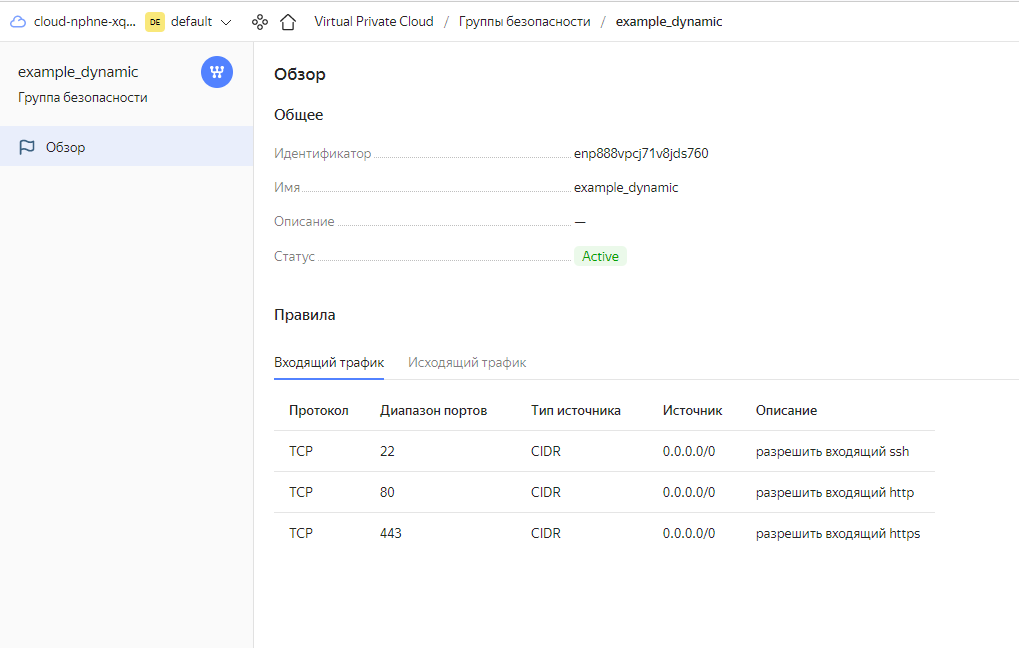 cloud-nphne-xq... DE default Virtual Private Cloud / Группы безопасности / example_dynamic
example_dynamic
Группа безопасности
Обзор
Обзор
Общее
Идентификатор enp888vpcj71v8jds760
Имя example_dynamic
Описание —
Статус Active
Правила
Входящий трафик Исходящий трафик
Протокол Диапазон портов Тип источника Источник Описание
TCP 22 CIDR 0.0.0.0/0 разрешить входящий ssh
TCP 80 CIDR 0.0.0.0/0 разрешить входящий http
TCP 443 CIDR 0.0.0.0/0 разрешить входящий https